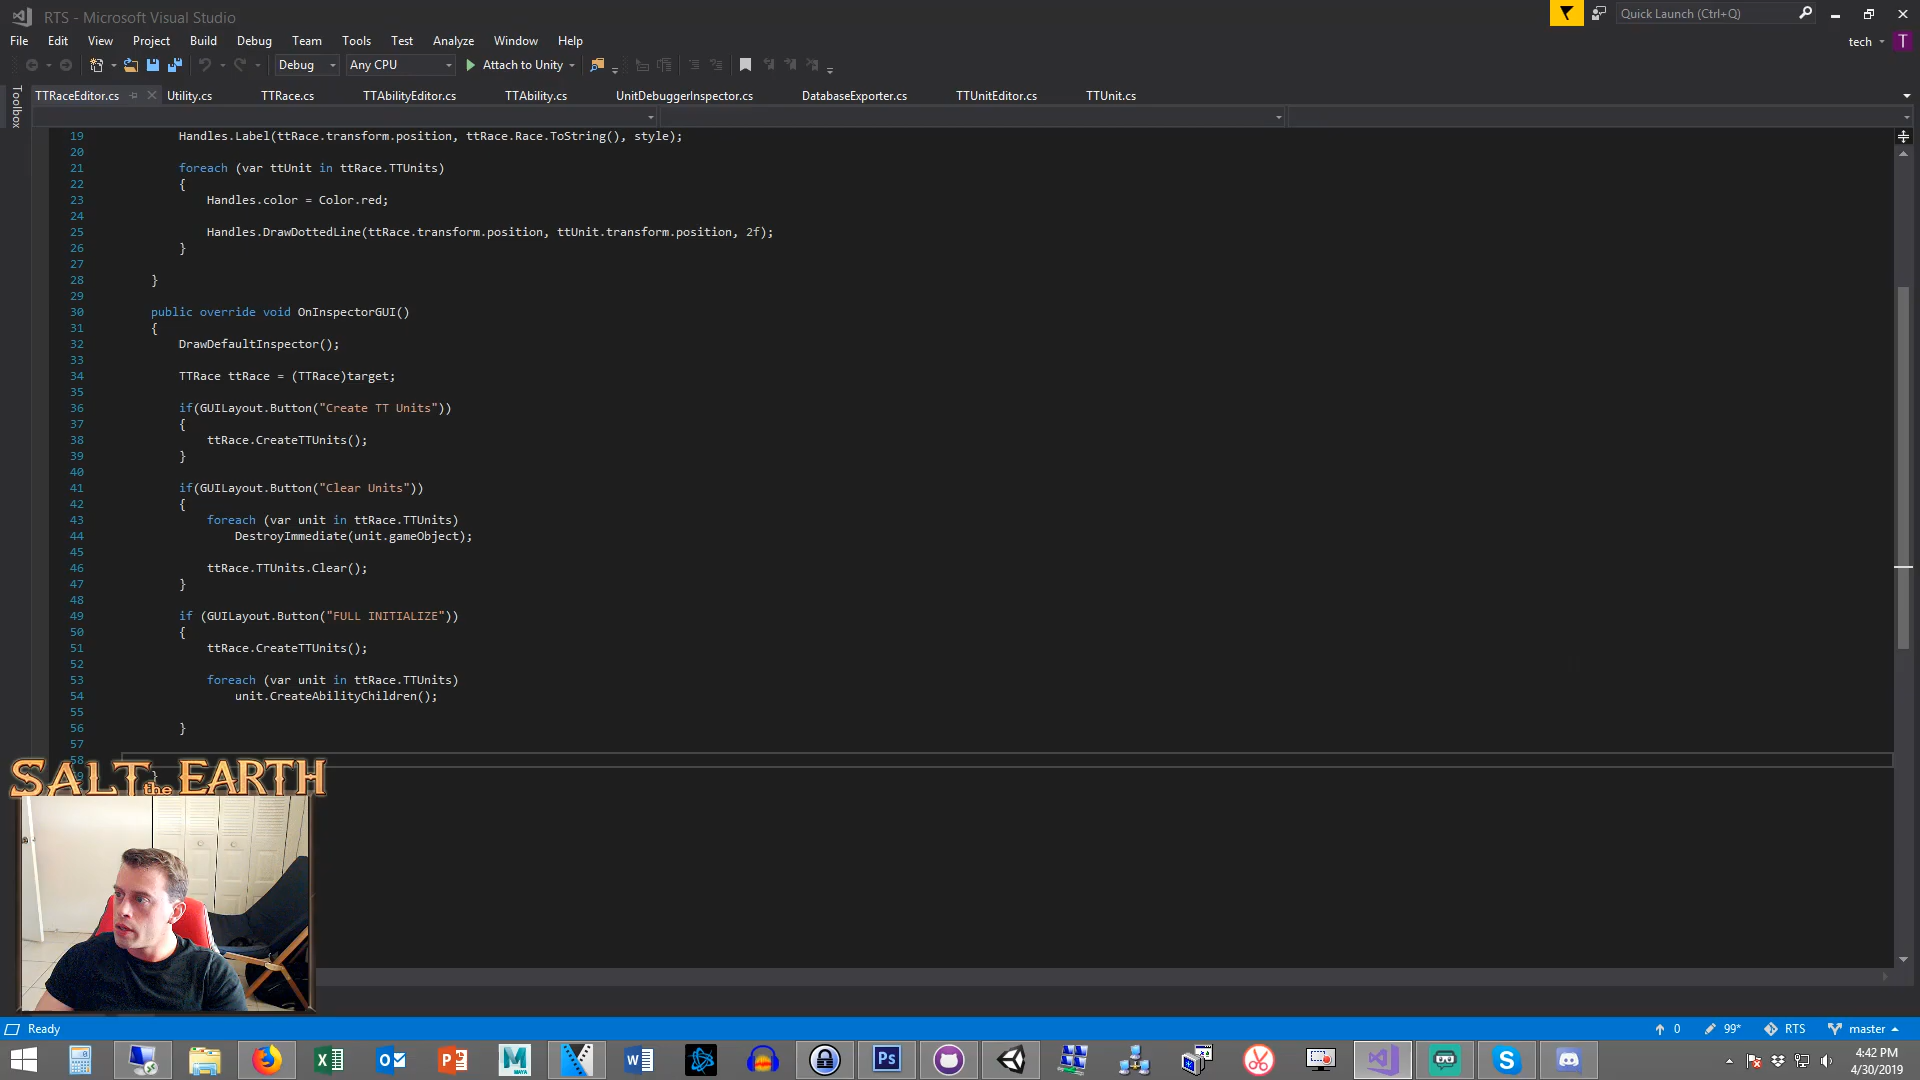 RTS - Microsoft Visual Studio
Quick Launch (Ctrl+Q)
File Edit View Project Build Debug Team Tools Test Analyze Window Help
tech T
Debug Any CPU Attach to Unity
Toolbox
TTRaceEditor.cs Utility.cs TTRace.cs TTAbilityEditor.cs TTAbility.cs UnitDebuggerInspector.cs DatabaseExporter.cs TTUnitEditor.cs TTUnit.cs
19 Handles.Label(ttRace.transform.position, ttRace.Race.ToString(), style);
20
21 foreach (var ttUnit in ttRace.TTUnits)
22 {
23 Handles.color = Color.red;
24
25 Handles.DrawDottedLine(ttRace.transform.position, ttUnit.transform.position, 2f);
26 }
27
28 }
29
30 public override void OnInspectorGUI()
31 {
32 DrawDefaultInspector();
33
34 TTRace ttRace = (TTRace)target;
35
36 if(GUILayout.Button("Create TT Units"))
37 {
38 ttRace.CreateTTUnits();
39 }
40
41 if(GUILayout.Button("Clear Units"))
42 {
43 foreach (var unit in ttRace.TTUnits)
44 DestroyImmediate(unit.gameObject);
45
46 ttRace.TTUnits.Clear();
47 }
48
49 if (GUILayout.Button("FULL INITIALIZE"))
50 {
51 ttRace.CreateTTUnits();
52
53 foreach (var unit in ttRace.TTUnits)
54 unit.CreateAbilityChildren();
55
56 }
57
58
}
SALT the EARTH
Ready
0 99* RTS master
MAYA
Ps
4:42 PM
4/30/2019